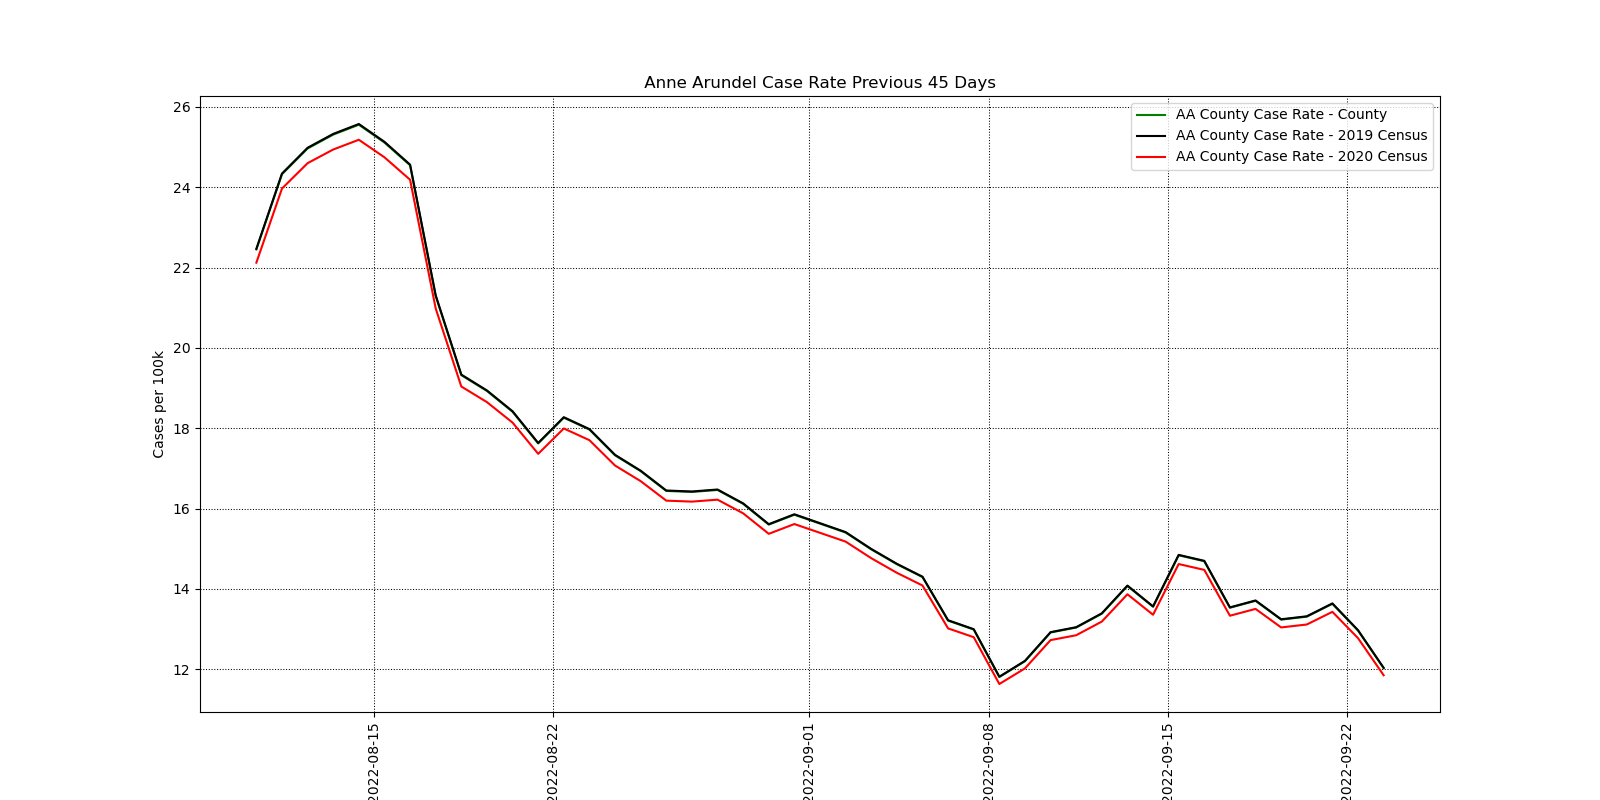 Anne Arundel Case Rate Previous 45 Days
26
24
22
20
18
16
14
12
Cases per 100k
AA County Case Rate - County
AA County Case Rate - 2019 Census
AA County Case Rate - 2020 Census
2022-08-15
2022-08-22
2022-09-01
2022-09-08
2022-09-15
2022-09-22